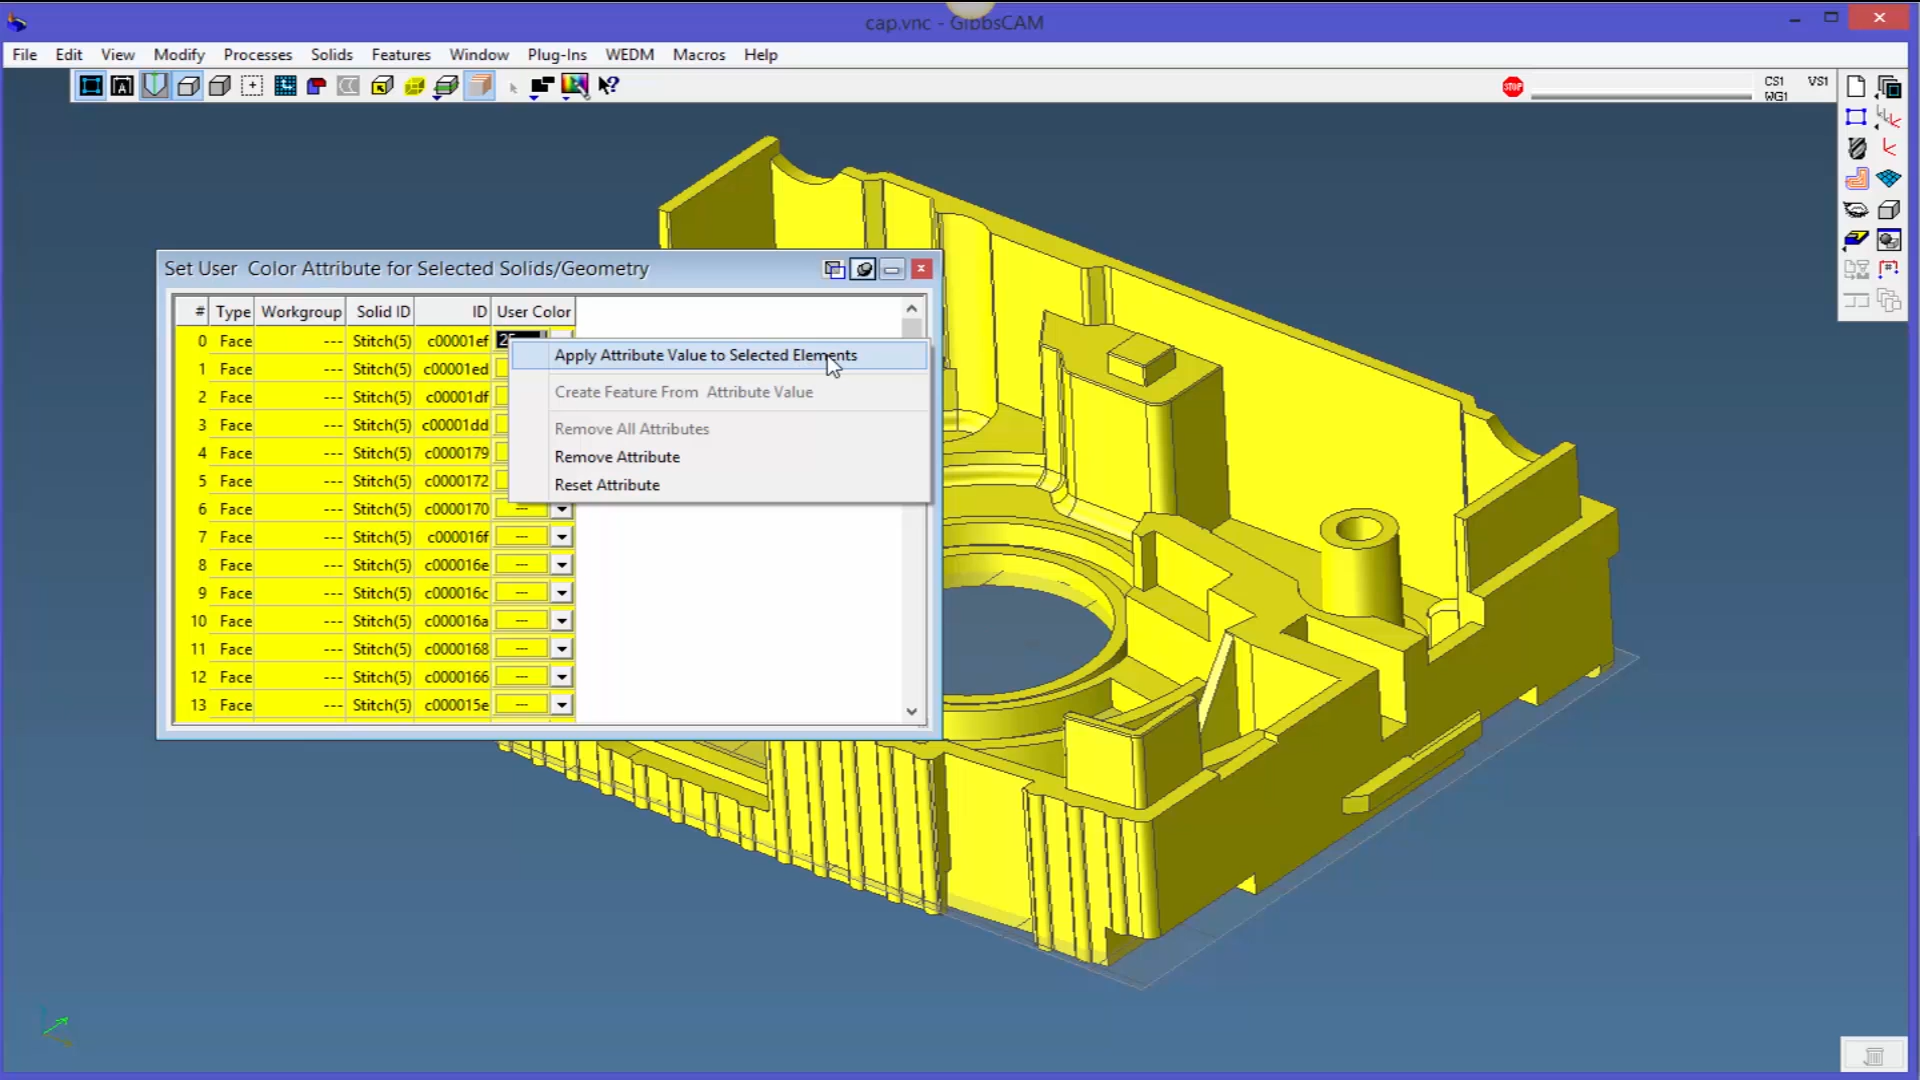 cap.vnc - GibbsCAM
File Edit View Modify Processes Solids Features Window Plug-Ins WEDM Macros Help
STOP
CS1 VS1
WG1
Set User Color Attribute for Selected Solids/Geometry
# Type Workgroup Solid ID ID User Color
0 Face --- Stitch(5) c00001ef
1 Face --- Stitch(5) c00001ed
2 Face --- Stitch(5) c00001df
3 Face --- Stitch(5) c00001dd
4 Face --- Stitch(5) c0000179
5 Face --- Stitch(5) c0000172
6 Face --- Stitch(5) c0000170 ---
7 Face --- Stitch(5) c000016f ---
8 Face --- Stitch(5) c000016e ---
9 Face --- Stitch(5) c000016c ---
10 Face --- Stitch(5) c000016a ---
11 Face --- Stitch(5) c0000168 ---
12 Face --- Stitch(5) c0000166 ---
13 Face --- Stitch(5) c000015e ---
Apply Attribute Value to Selected Elements
Create Feature From Attribute Value
Remove All Attributes
Remove Attribute
Reset Attribute